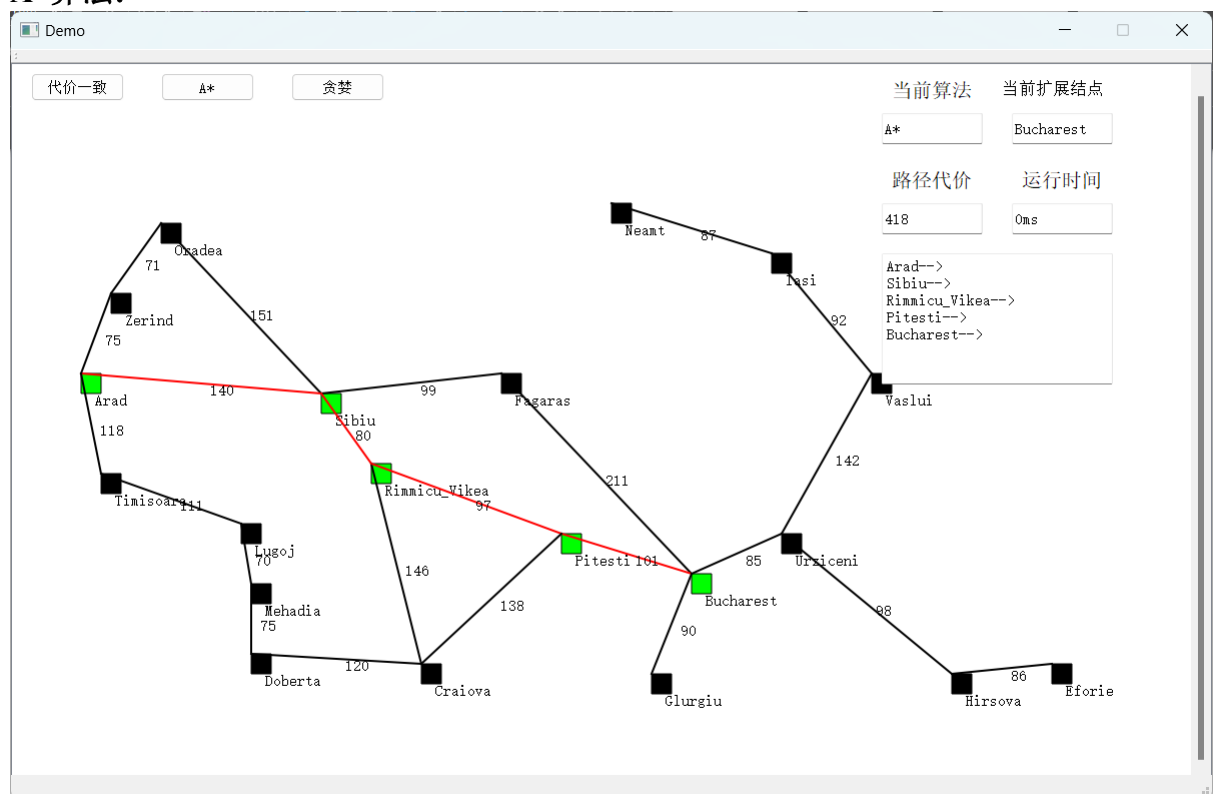 A*算法:
Demo
代价一致
A*
贪婪
当前算法
当前扩展结点
A*
Bucharest
路径代价
运行时间
418
0ms
Arad-->
Sibiu-->
Rimmicu_Vikea-->
Pitesti-->
Bucharest-->
Neamt
87
Oradea
71
Iasi
Zerind
151
92
75
140
99
Arad
Fagaras
Vaslui
Sibiu
118
80
142
211
Rimmicu_Vikea
Timisoara
111
97
Lugoj
70
Pitesti
101
85
Urziceni
146
Mehadia
Bucharest
138
98
75
90
120
Doberta
Craiova
86
Glurgiu
Hirsova
Eforie